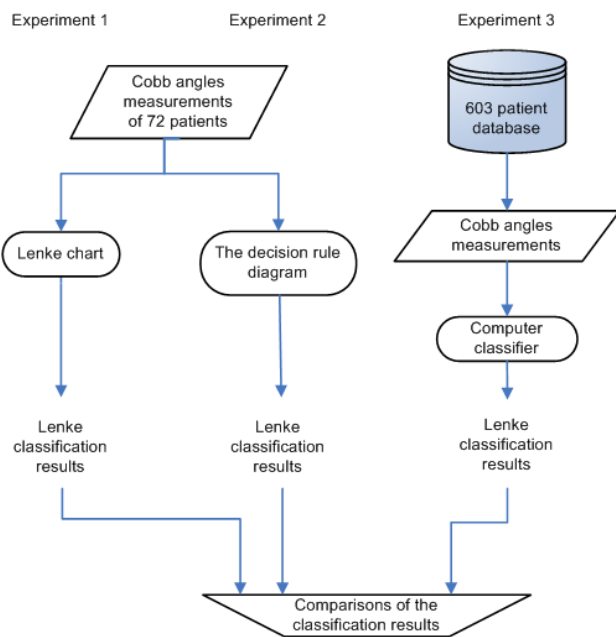 Experiment 1
Experiment 2
Experiment 3
Cobb angles
measurements
of 72 patients
603 patient
database
Lenke chart
The decision rule
diagram
Cobb angles
measurements
Computer
classifier
Lenke
classification
results
Lenke
classification
results
Lenke
classification
results
Comparisons of the
classification results